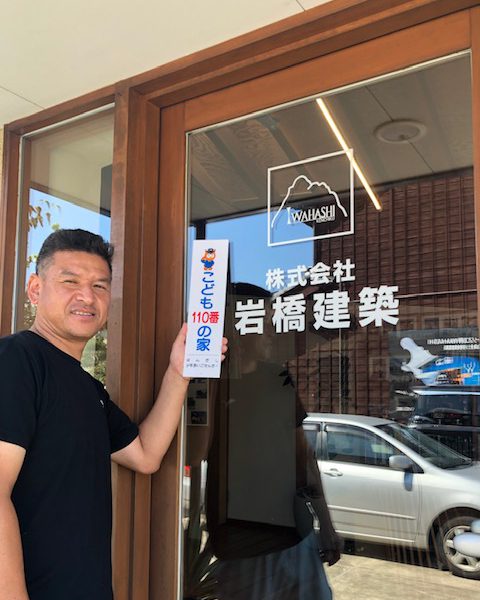 IWAHASHI
株式会社
岩橋建築
こども
110番
の家